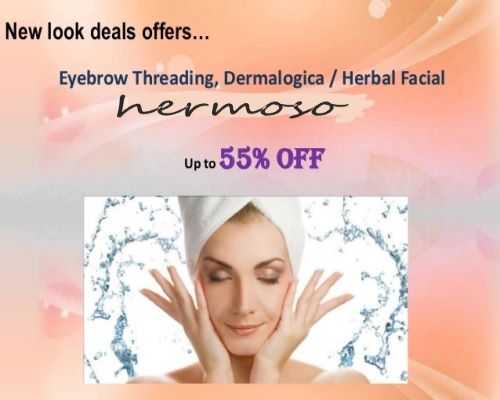 New look deals offers...
Eyebrow Threading, Dermalogica / Herbal Facial
hermoso
Up to 55% OFF